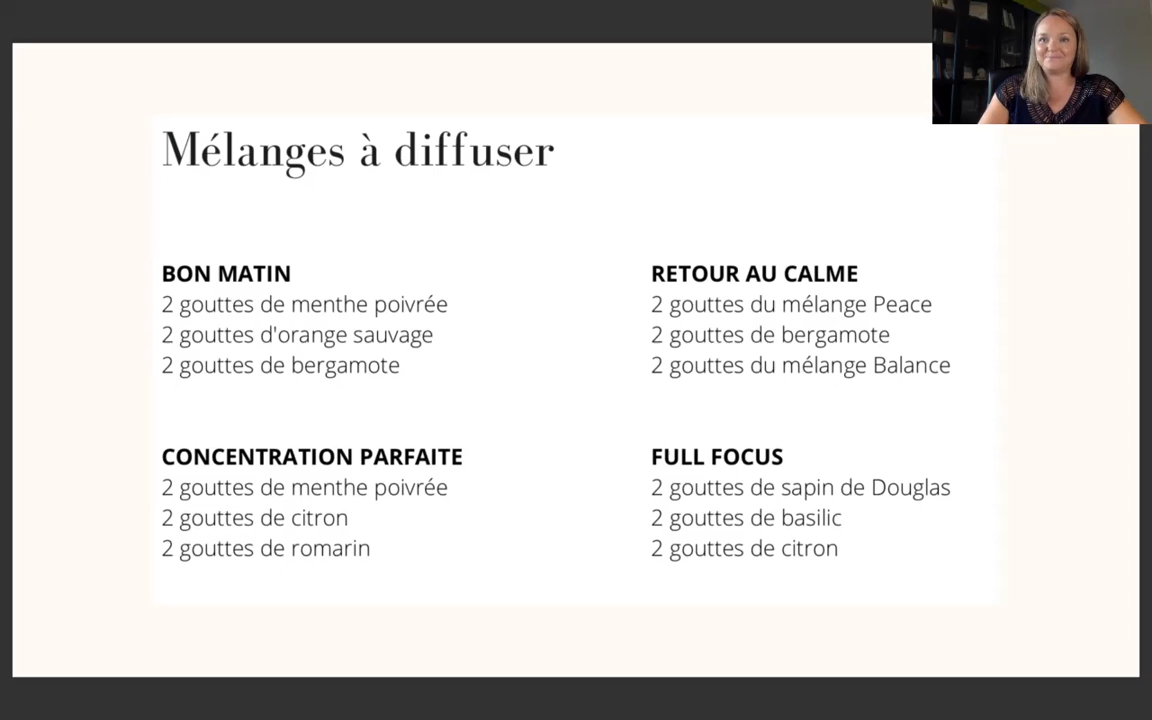 Mélanges à diffuser
BON MATIN
2 gouttes de menthe poivrée
2 gouttes d'orange sauvage
2 gouttes de bergamote
RETOUR AU CALME
2 gouttes du mélange Peace
2 gouttes de bergamote
2 gouttes du mélange Balance
CONCENTRATION PARFAITE
2 gouttes de menthe poivrée
2 gouttes de citron
2 gouttes de romarin
FULL FOCUS
2 gouttes de sapin de Douglas
2 gouttes de basilic
2 gouttes de citron